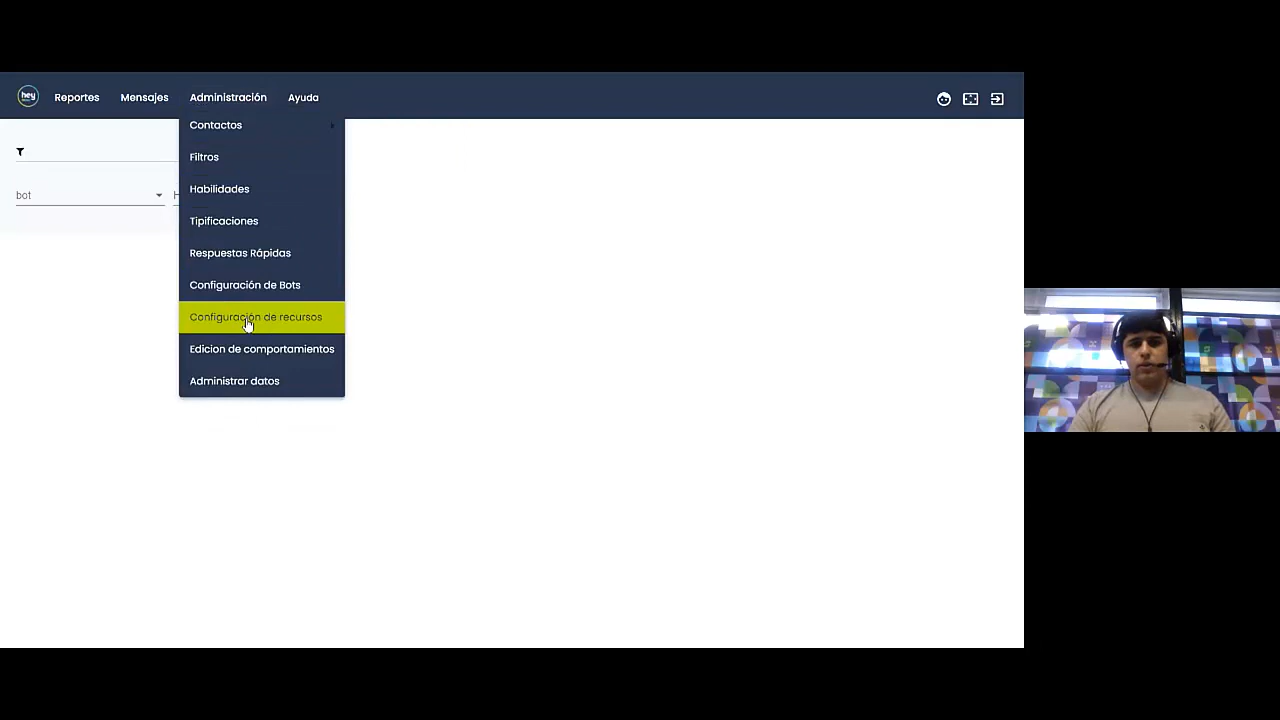 hey
Reportes
Mensajes
Administración
Ayuda
Contactos
Filtros
bot
H
Habilidades
Tipificaciones
Respuestas Rápidas
Configuración de Bots
Configuración de recursos
Edicion de comportamientos
Administrar datos